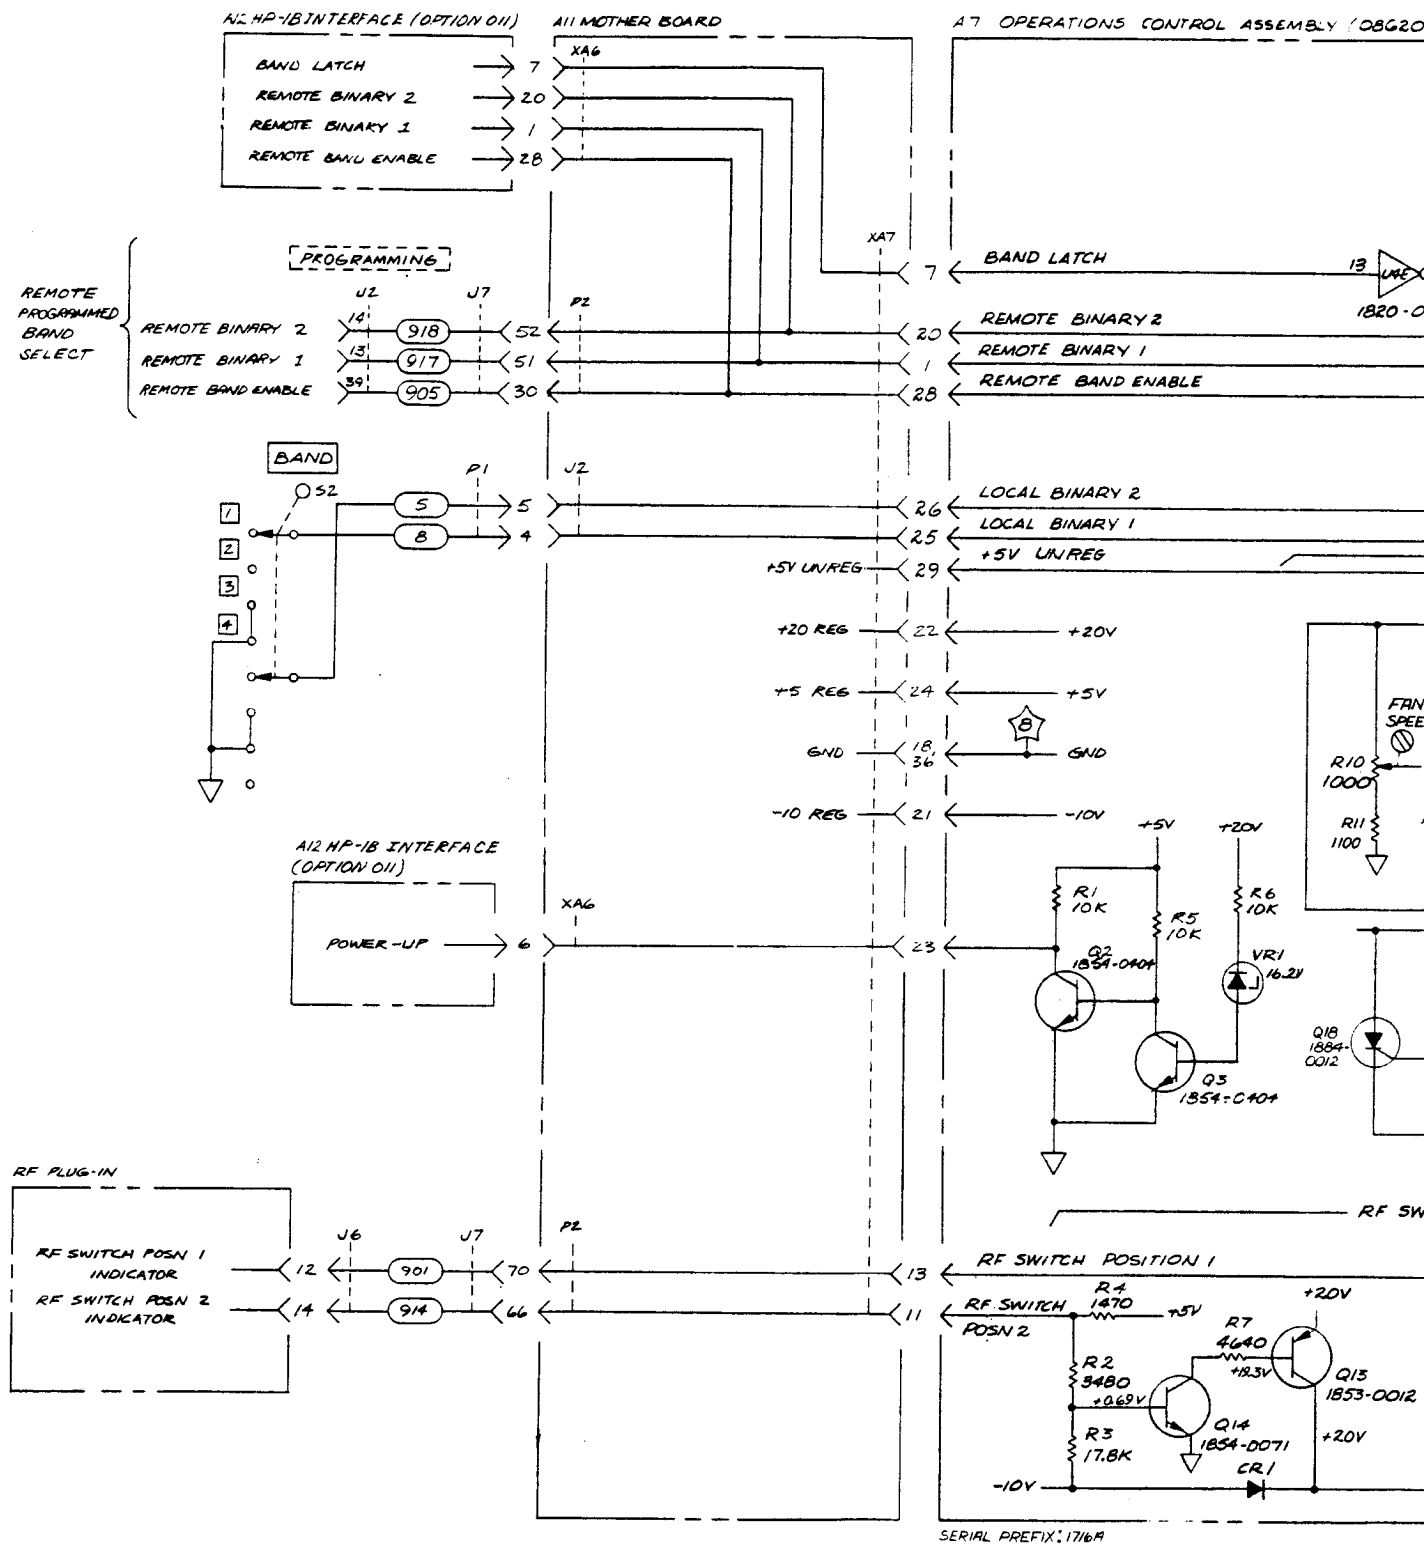 A12 HP-IB INTERFACE (OPTION 011)
A11 MOTHER BOARD
A7 OPERATIONS CONTROL ASSEMBLY (08620
XA6
BAND LATCH 7
REMOTE BINARY 2 20
REMOTE BINARY 1 1
REMOTE BAND ENABLE 28
XA7
7 BAND LATCH 13 U4E
1820-0
PROGRAMMING
REMOTE
PROGRAMMED
BAND
SELECT
J2 J7 P2
REMOTE BINARY 2 14 918 52 20 REMOTE BINARY 2
REMOTE BINARY 1 13 917 51 1 REMOTE BINARY 1
REMOTE BAND ENABLE 39 905 30 28 REMOTE BAND ENABLE
BAND
S2
P1 J2
5 5 26 LOCAL BINARY 2
8 4 25 LOCAL BINARY 1
1
2
3
4
+5V UNREG 29 +5V UNREG
+20 REG 22 +20V
+5 REG 24 +5V
8
GND 18, 36 GND
-10 REG 21 -10V
FAN
SPEE
R10
1000
R11
1100
A12 HP-IB INTERFACE
(OPTION 011)
XA6
POWER-UP 6 23
+5V +20V
R1
10K
R5
10K
R6
10K
VR1
16.2V
Q2
1854-0404
Q3
1854-0404
Q18
1884-
0012
RF PLUG-IN
RF SW
J6 J7 P2
RF SWITCH POSN 1
INDICATOR
12 901 70 13 RF SWITCH POSITION 1
RF SWITCH POSN 2
INDICATOR
14 914 66 11 RF SWITCH
POSN 2
R4
1470
+5V
+20V
R7
4640
+19.3V
R2
3480
+0.69V
Q13
1853-0012
Q14
1854-0071
+20V
R3
17.8K
CR1
-10V
SERIAL PREFIX: 1716A